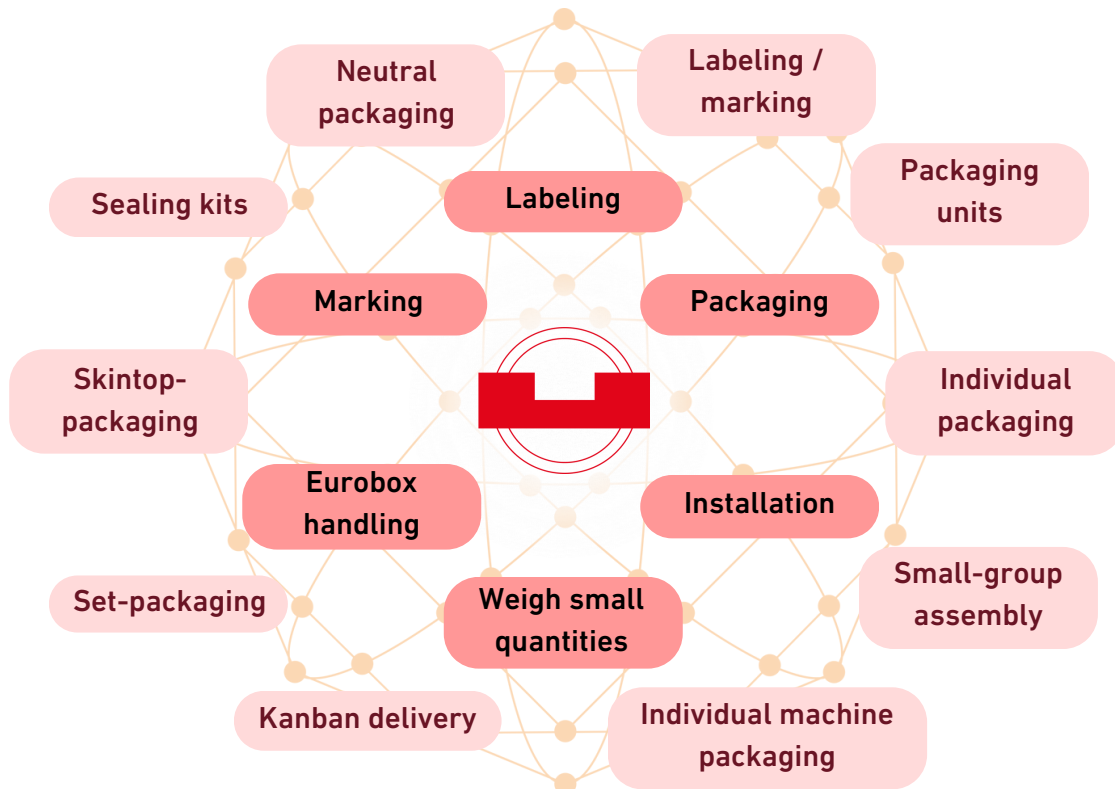 Neutral
packaging
Labeling /
marking
Sealing kits
Labeling
Packaging
units
Marking
Packaging
Skintop-
packaging
Individual
packaging
Eurobox
handling
Installation
Set-packaging
Weigh small
quantities
Small-group
assembly
Kanban delivery
Individual machine
packaging